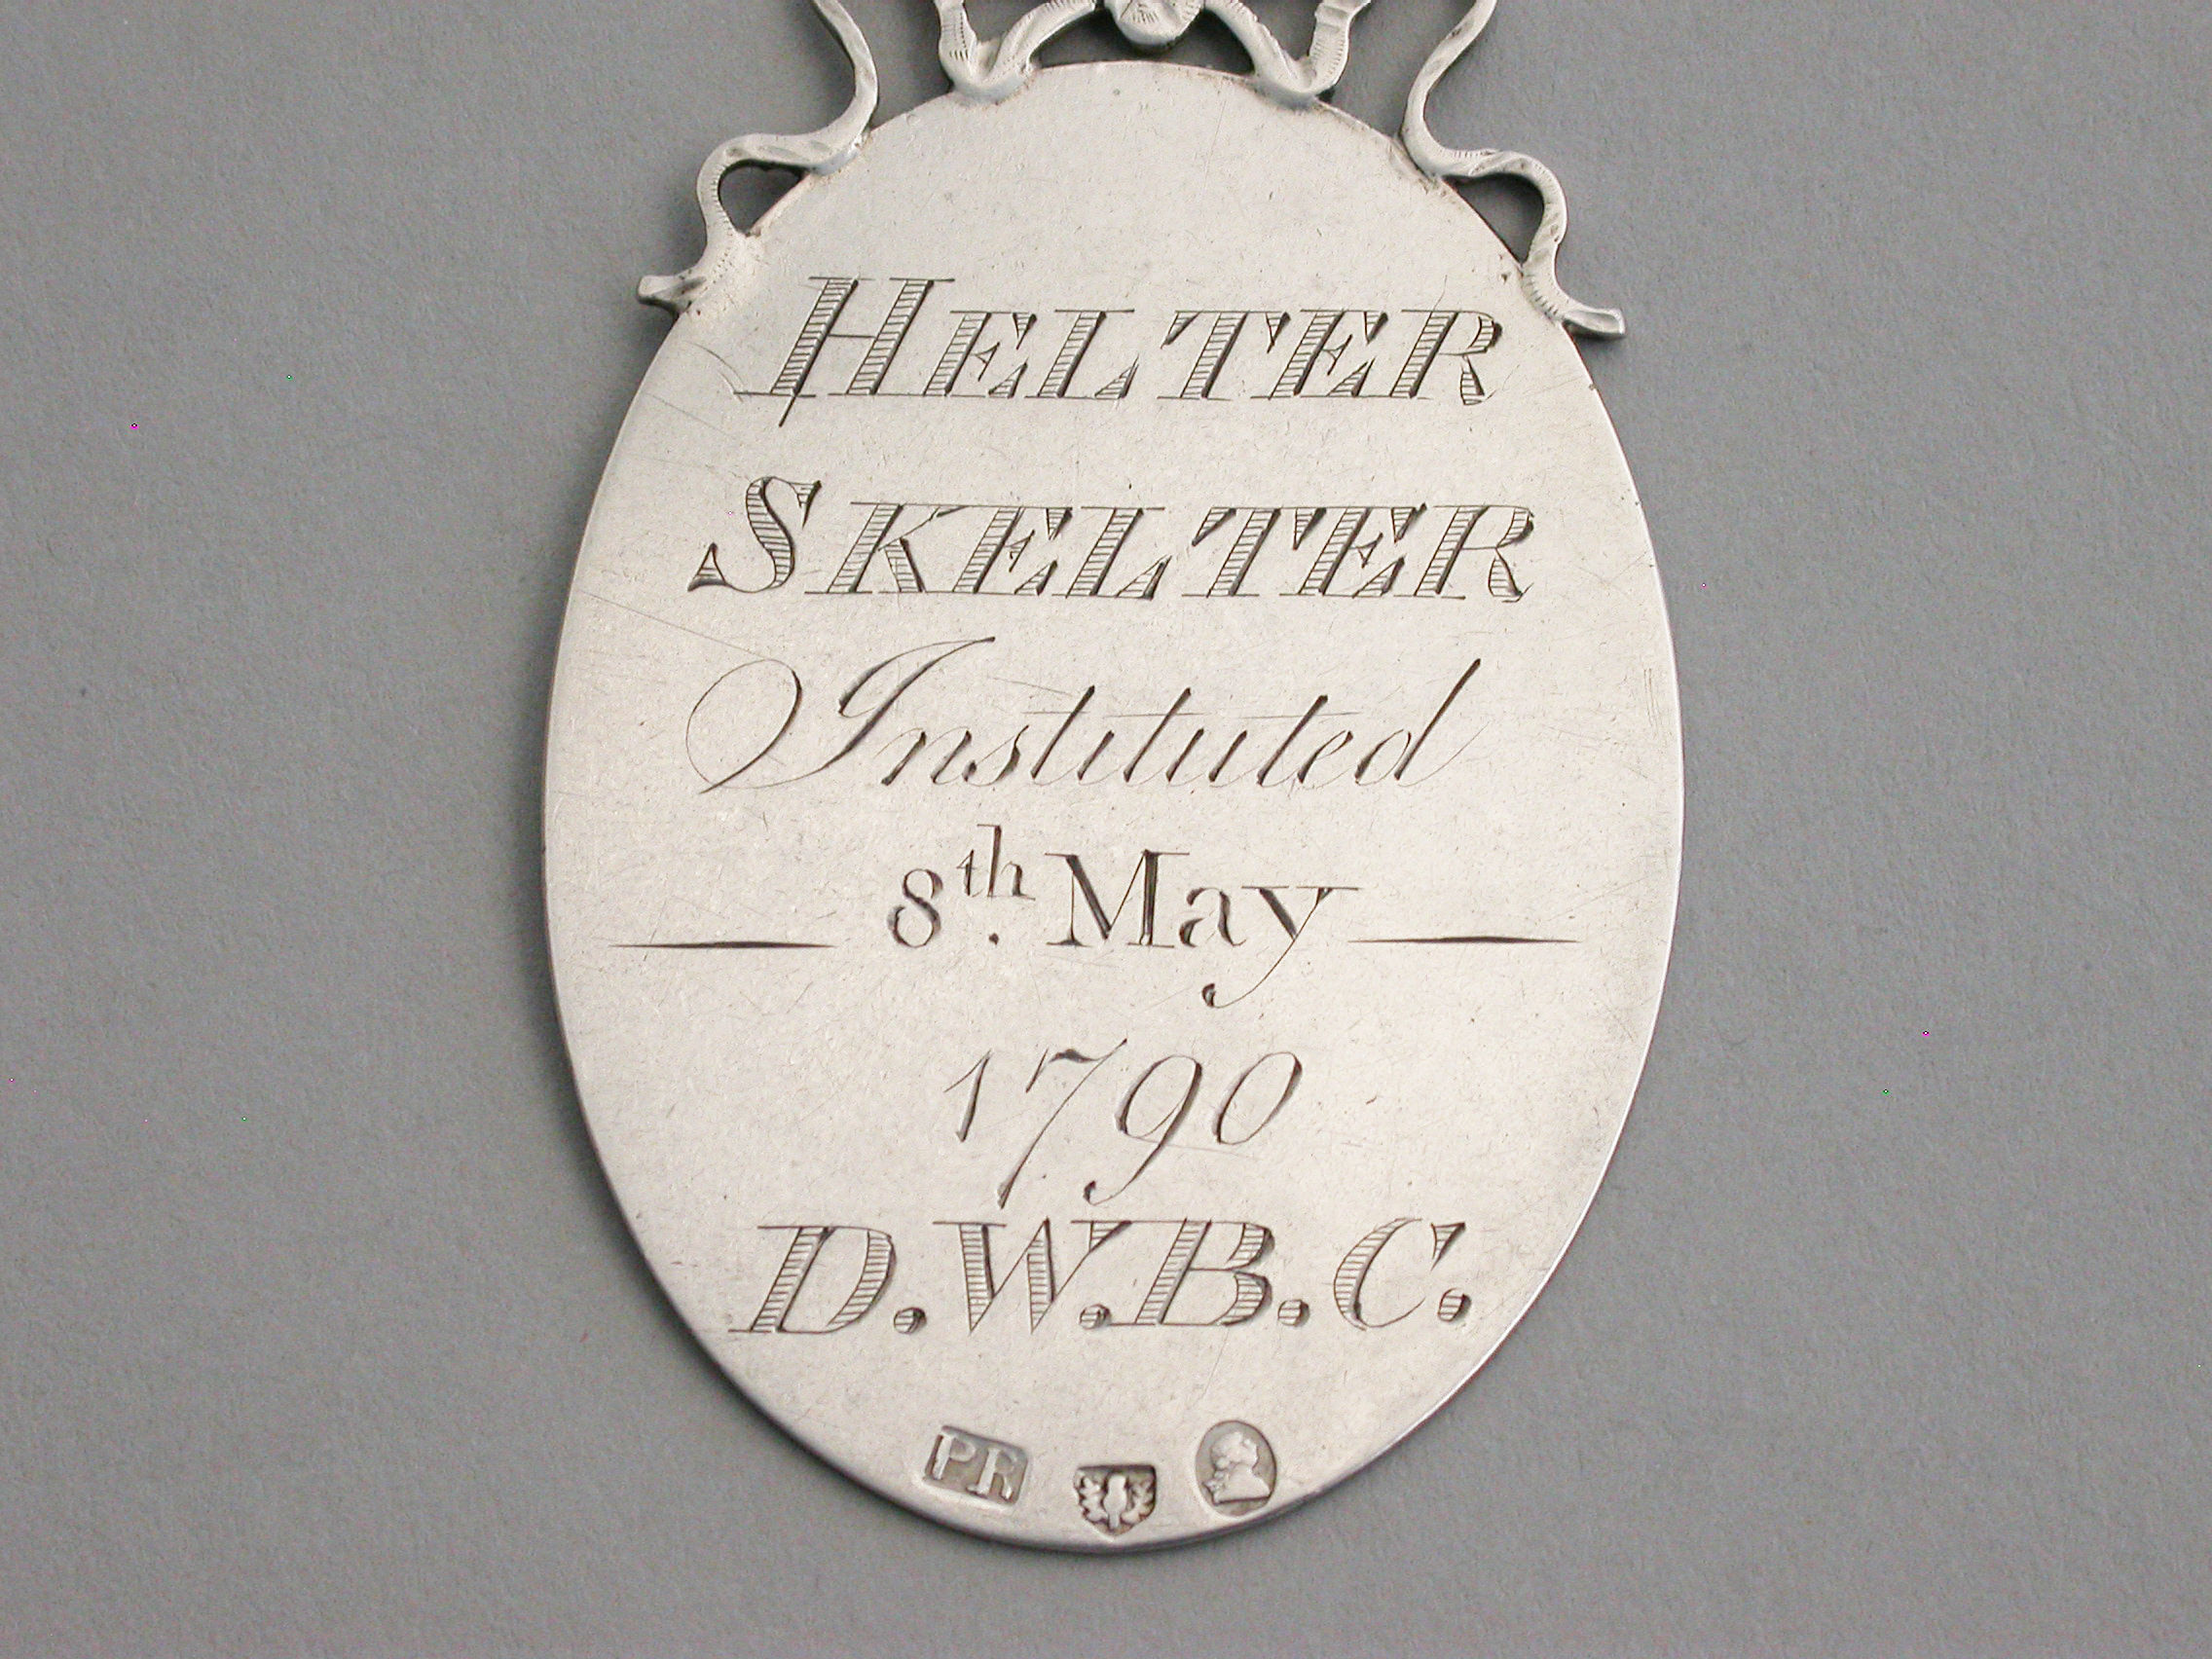 HELTER
SKELTER
Instituted
8th. May
1790
D.W.B.C.
PR